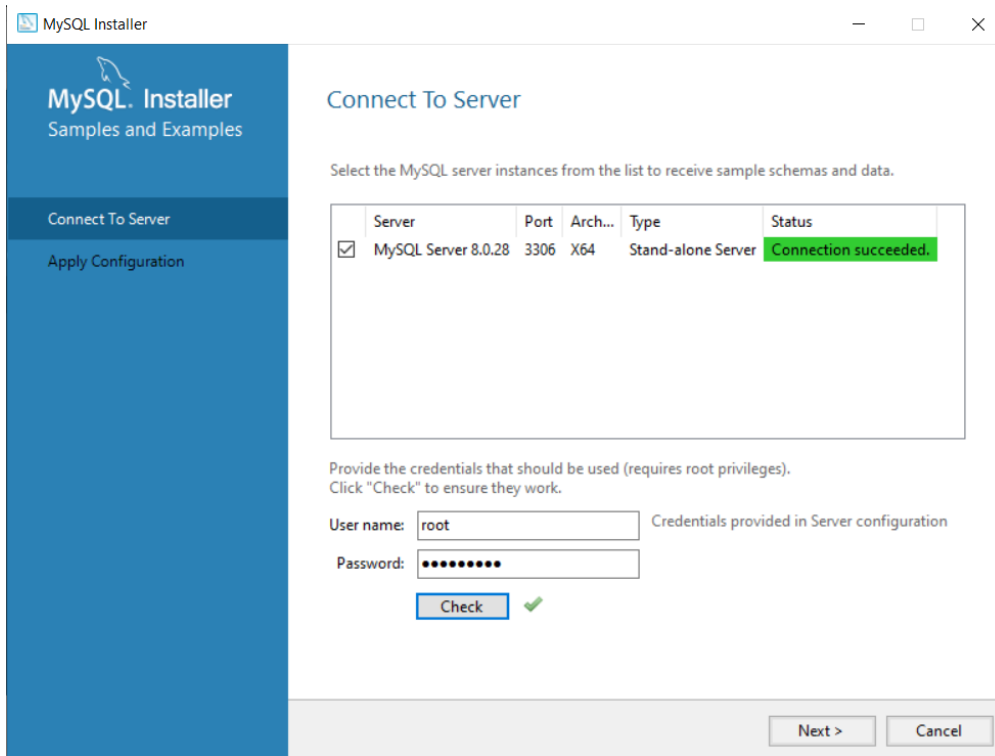 MySQL Installer
MySQL. Installer
Samples and Examples
Connect To Server
Apply Configuration
Connect To Server
Select the MySQL server instances from the list to receive sample schemas and data.
Server Port Arch... Type Status
MySQL Server 8.0.28 3306 X64 Stand-alone Server Connection succeeded.
Provide the credentials that should be used (requires root privileges).
Click "Check" to ensure they work.
User name: root Credentials provided in Server configuration
Password: •••••••••
Check
Next > Cancel